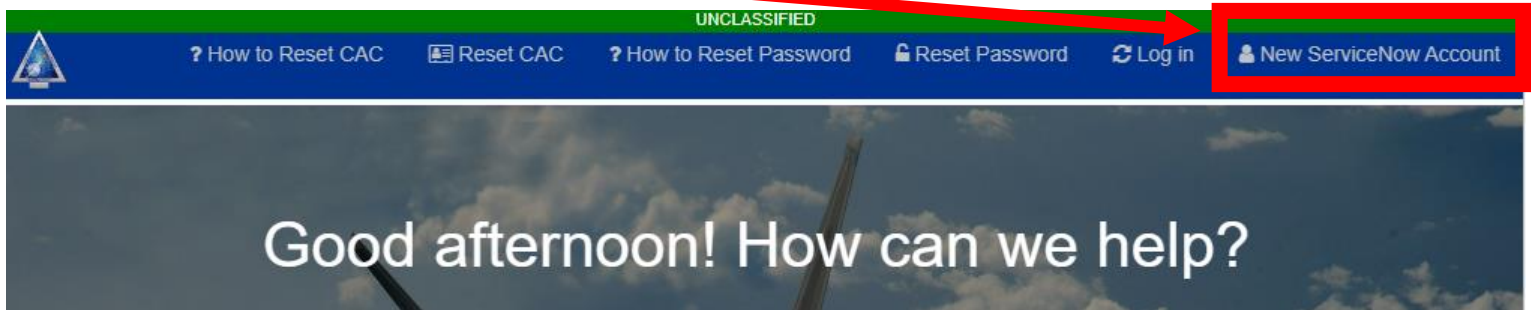 UNCLASSIFIED
? How to Reset CAC Reset CAC ? How to Reset Password Reset Password Log in New ServiceNow Account
Good afternoon! How can we help?